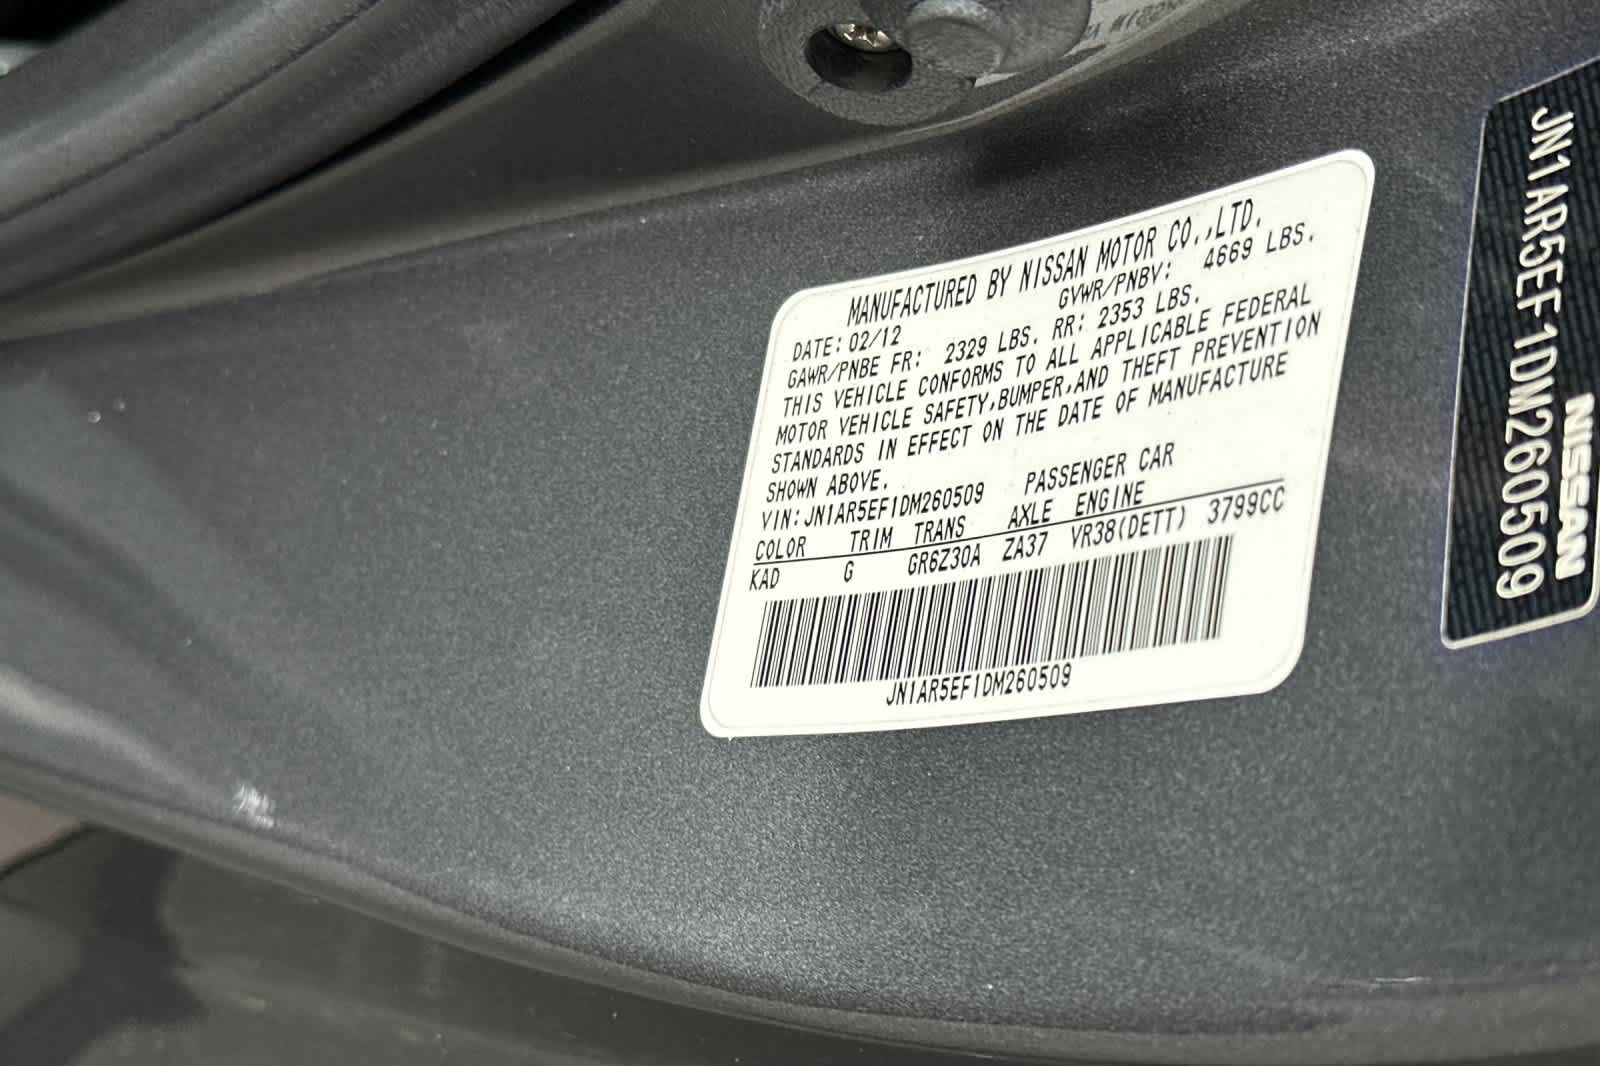 MANUFACTURED BY NISSAN MOTOR CO.,LTD.
DATE: 02/12 GVWR/PNBV: 4669 LBS.
GAWR/PNBE FR: 2329 LBS. RR: 2353 LBS.
THIS VEHICLE CONFORMS TO ALL APPLICABLE FEDERAL
MOTOR VEHICLE SAFETY,BUMPER,AND THEFT PREVENTION
STANDARDS IN EFFECT ON THE DATE OF MANUFACTURE
SHOWN ABOVE.
VIN: JN1AR5EF1DM260509 PASSENGER CAR
COLOR TRIM TRANS AXLE ENGINE
KAD G GR6Z30A ZA37 VR38(DETT) 3799CC
JN1AR5EF1DM260509
JN1AR5EF1DM260509
NISSAN